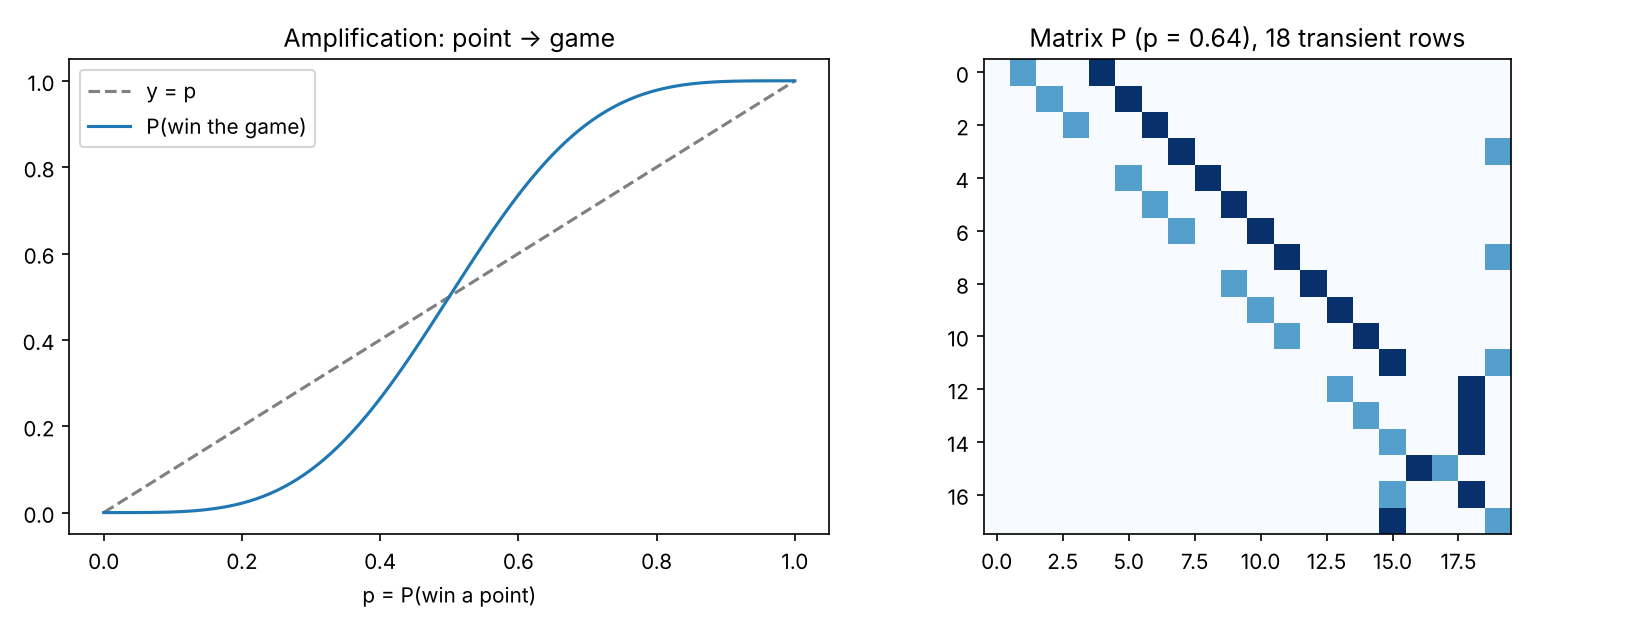 Amplification: point → game
1.0
0.8
0.6
0.4
0.2
0.0
y = p
P(win the game)
0.0 0.2 0.4 0.6 0.8 1.0
p = P(win a point)
Matrix P (p = 0.64), 18 transient rows
0
2
4
6
8
10
12
14
16
0.0 2.5 5.0 7.5 10.0 12.5 15.0 17.5